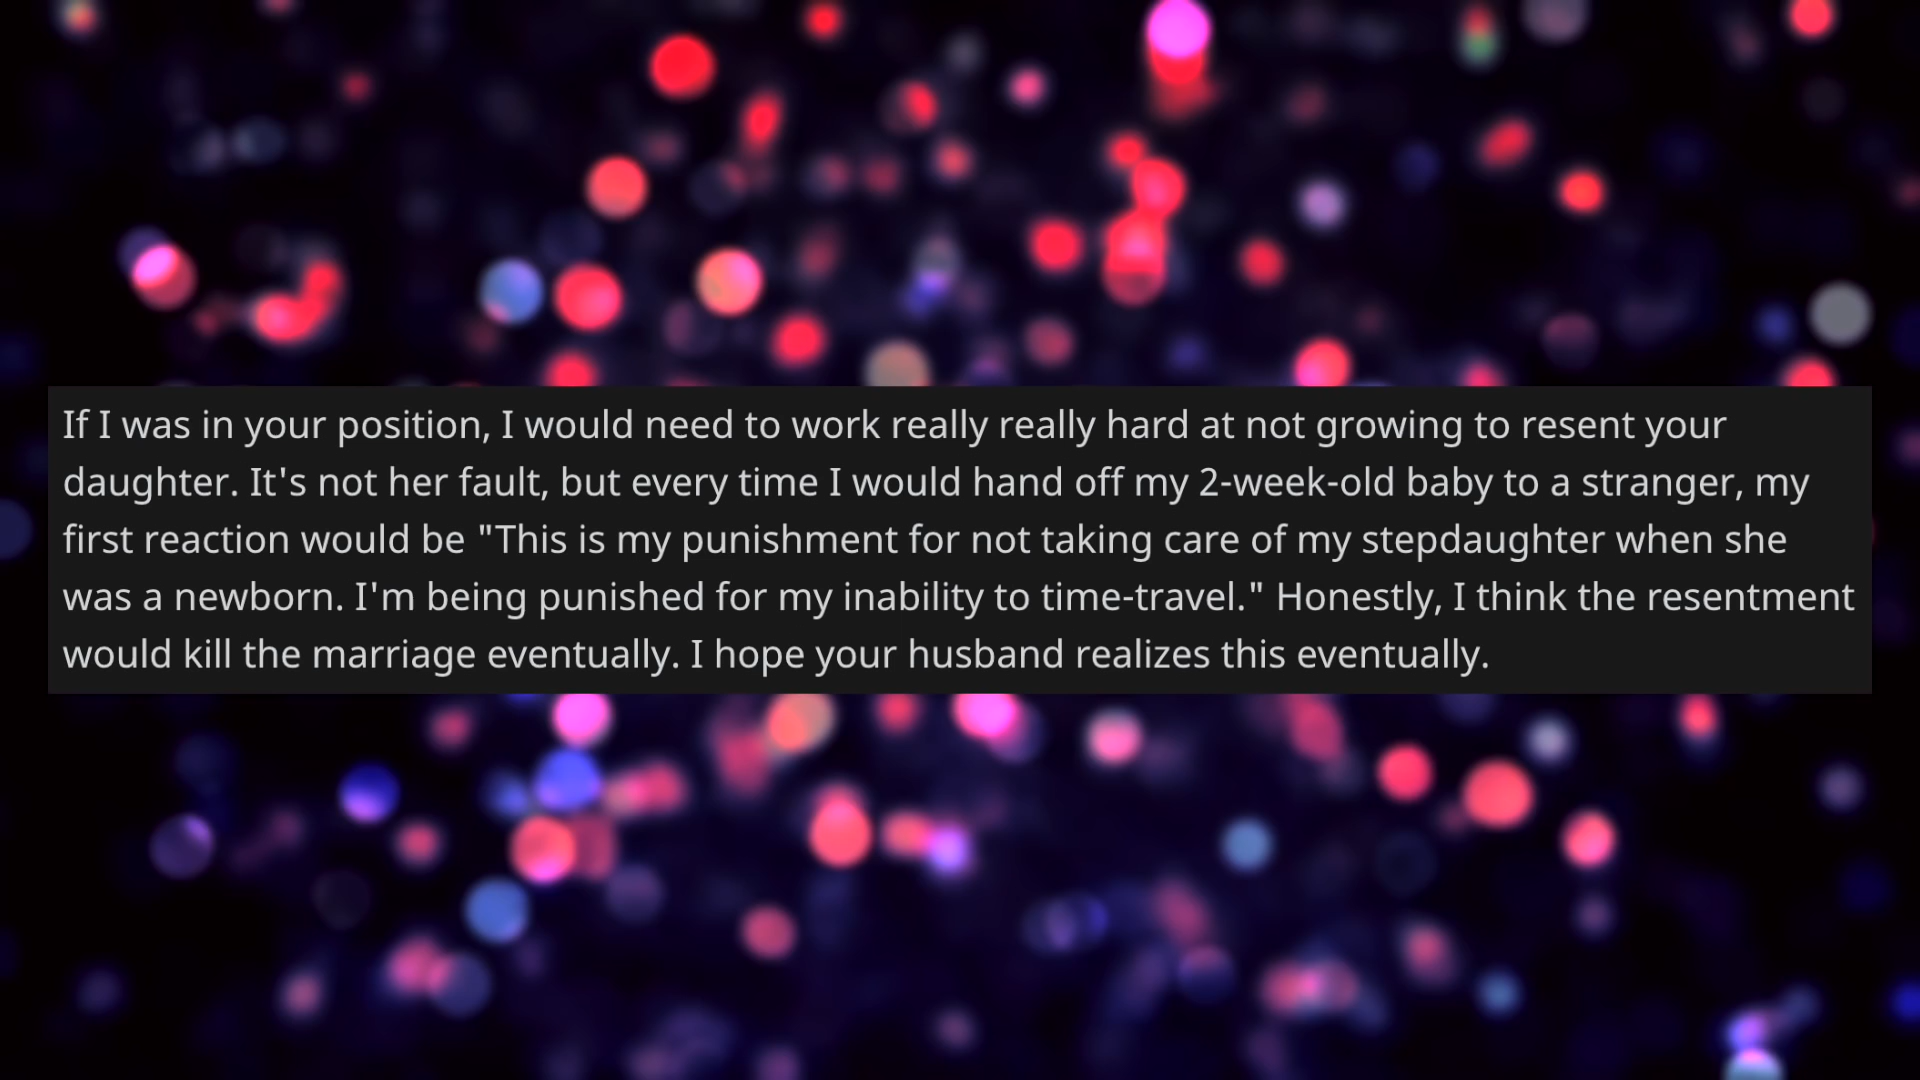 If I was in your position, I would need to work really really hard at not growing to resent your
daughter. It's not her fault, but every time I would hand off my 2-week-old baby to a stranger, my
first reaction would be "This is my punishment for not taking care of my stepdaughter when she
was a newborn. I'm being punished for my inability to time-travel." Honestly, I think the resentment
would kill the marriage eventually. I hope your husband realizes this eventually.